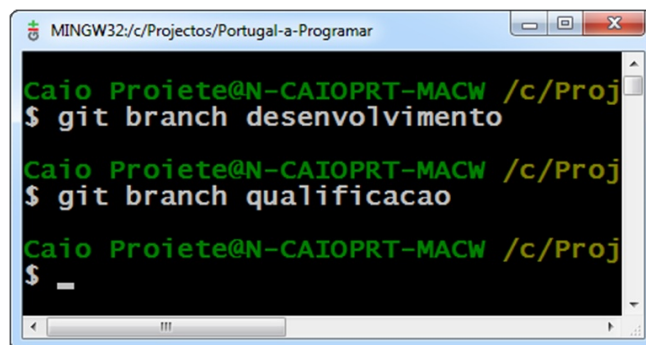 MINGW32:/c/Projectos/Portugal-a-Programar
Caio Proiete@N-CAIOPRT-MACW /c/Proj
$ git branch desenvolvimento
Caio Proiete@N-CAIOPRT-MACW /c/Proj
$ git branch qualificacao
Caio Proiete@N-CAIOPRT-MACW /c/Proj
$ _